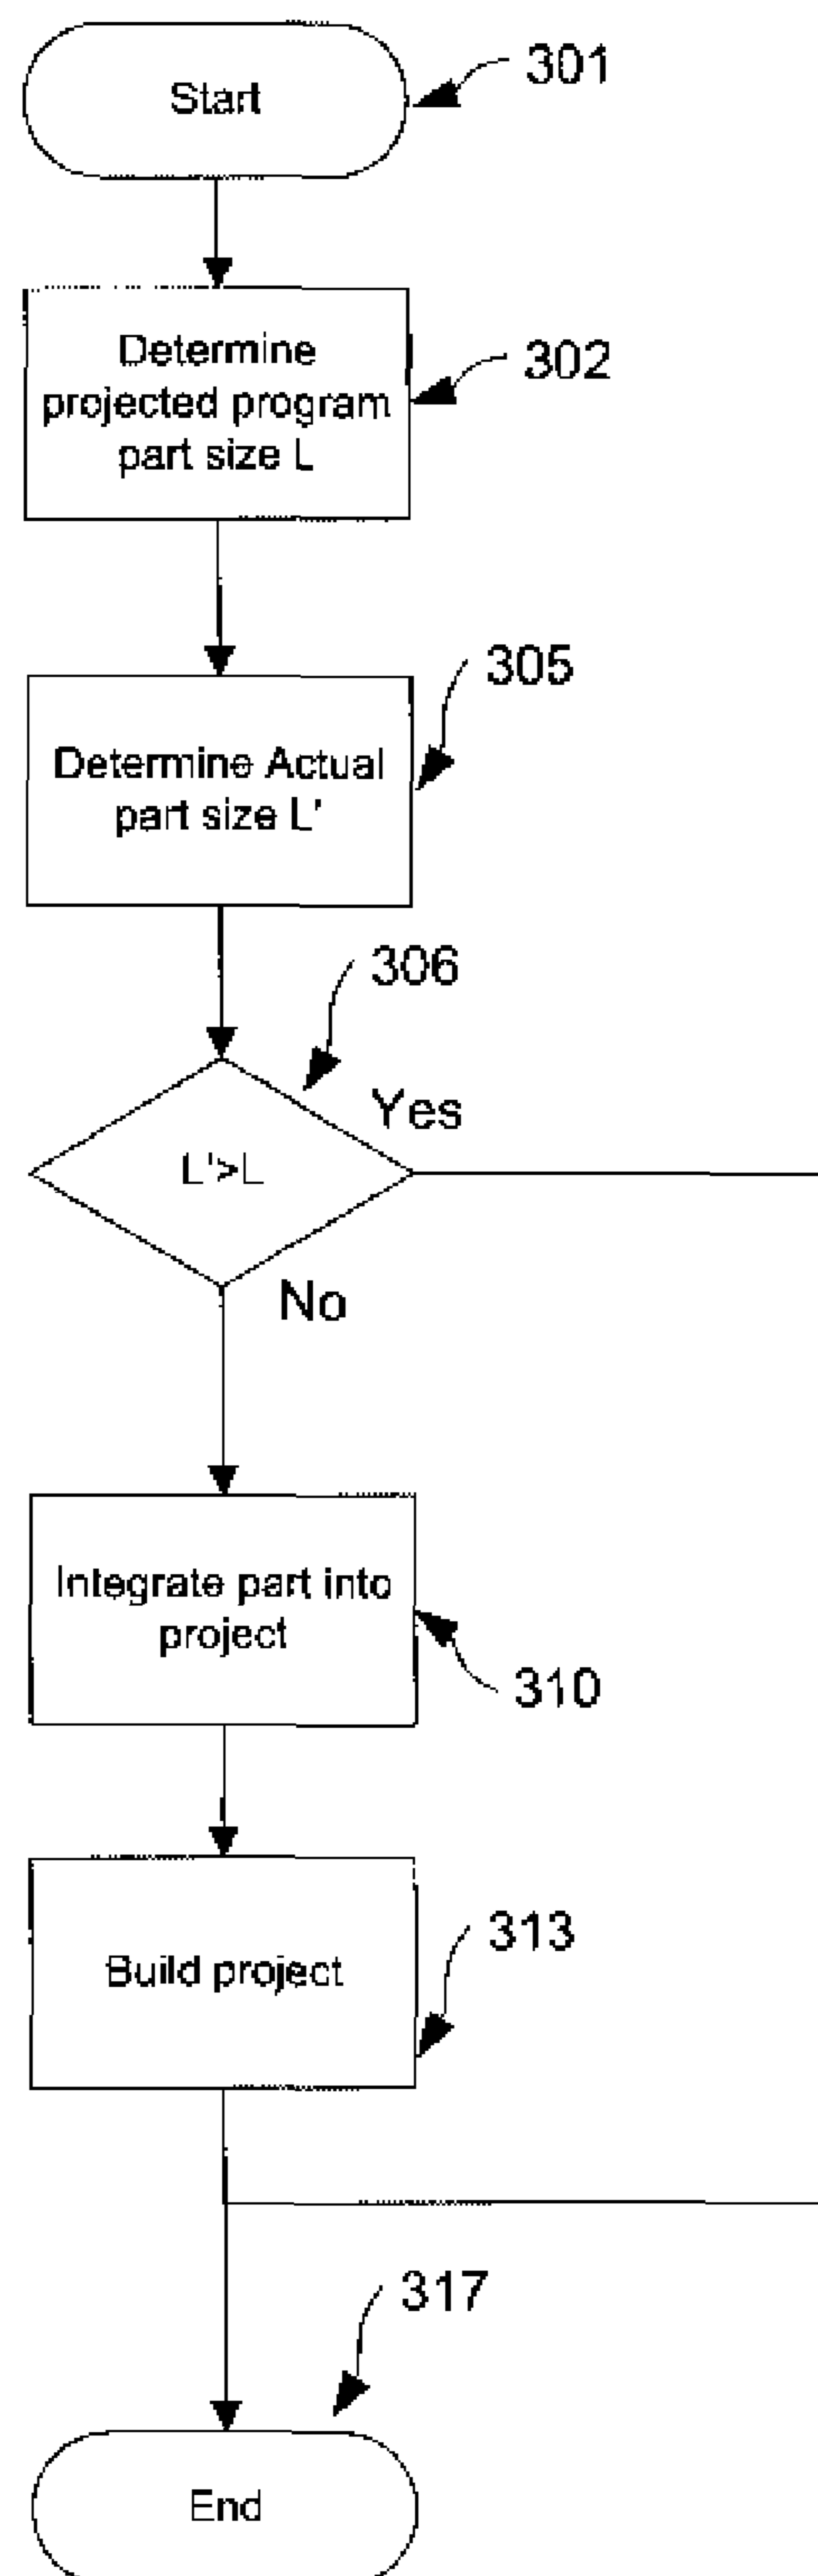 Start
301
Determine
projected program
part size L
302
Determine Actual
part size L'
305
306
L'>L
Yes
No
Integrate part into
project
310
Build project
313
317
End